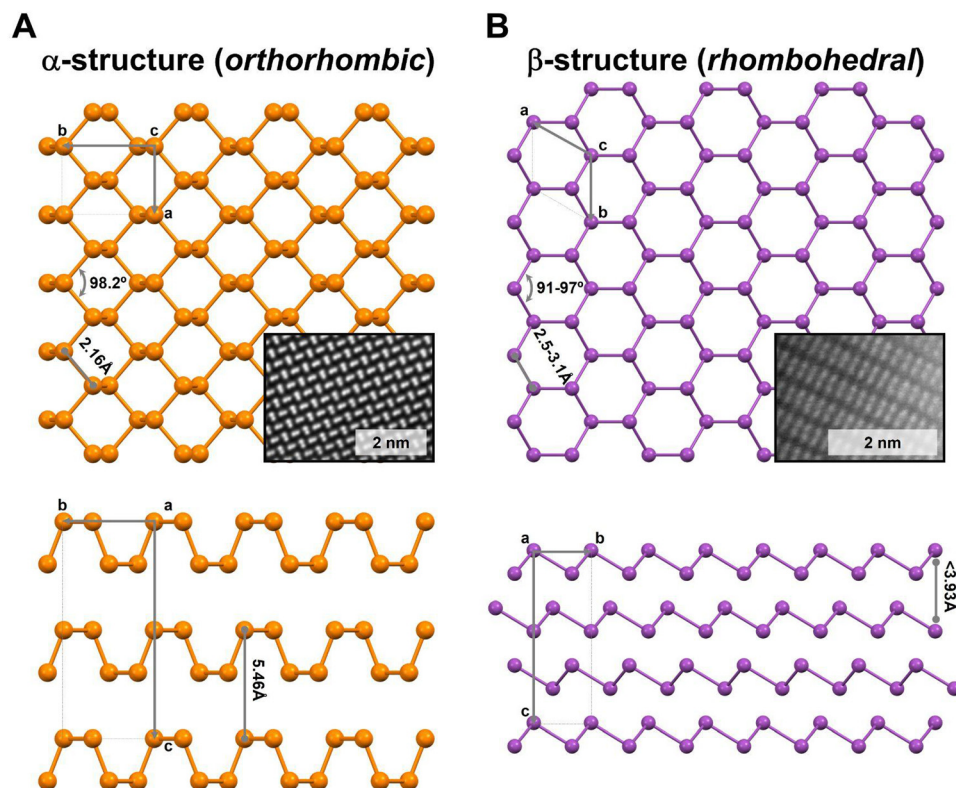 A
α-structure (orthorhombic)
b
c
a
98.2º
2.16Å
2 nm
b
a
5.46Å
c
B
β-structure (rhombohedral)
a
c
b
91-97º
2.5-3.1Å
2 nm
a
b
<3.93Å
c